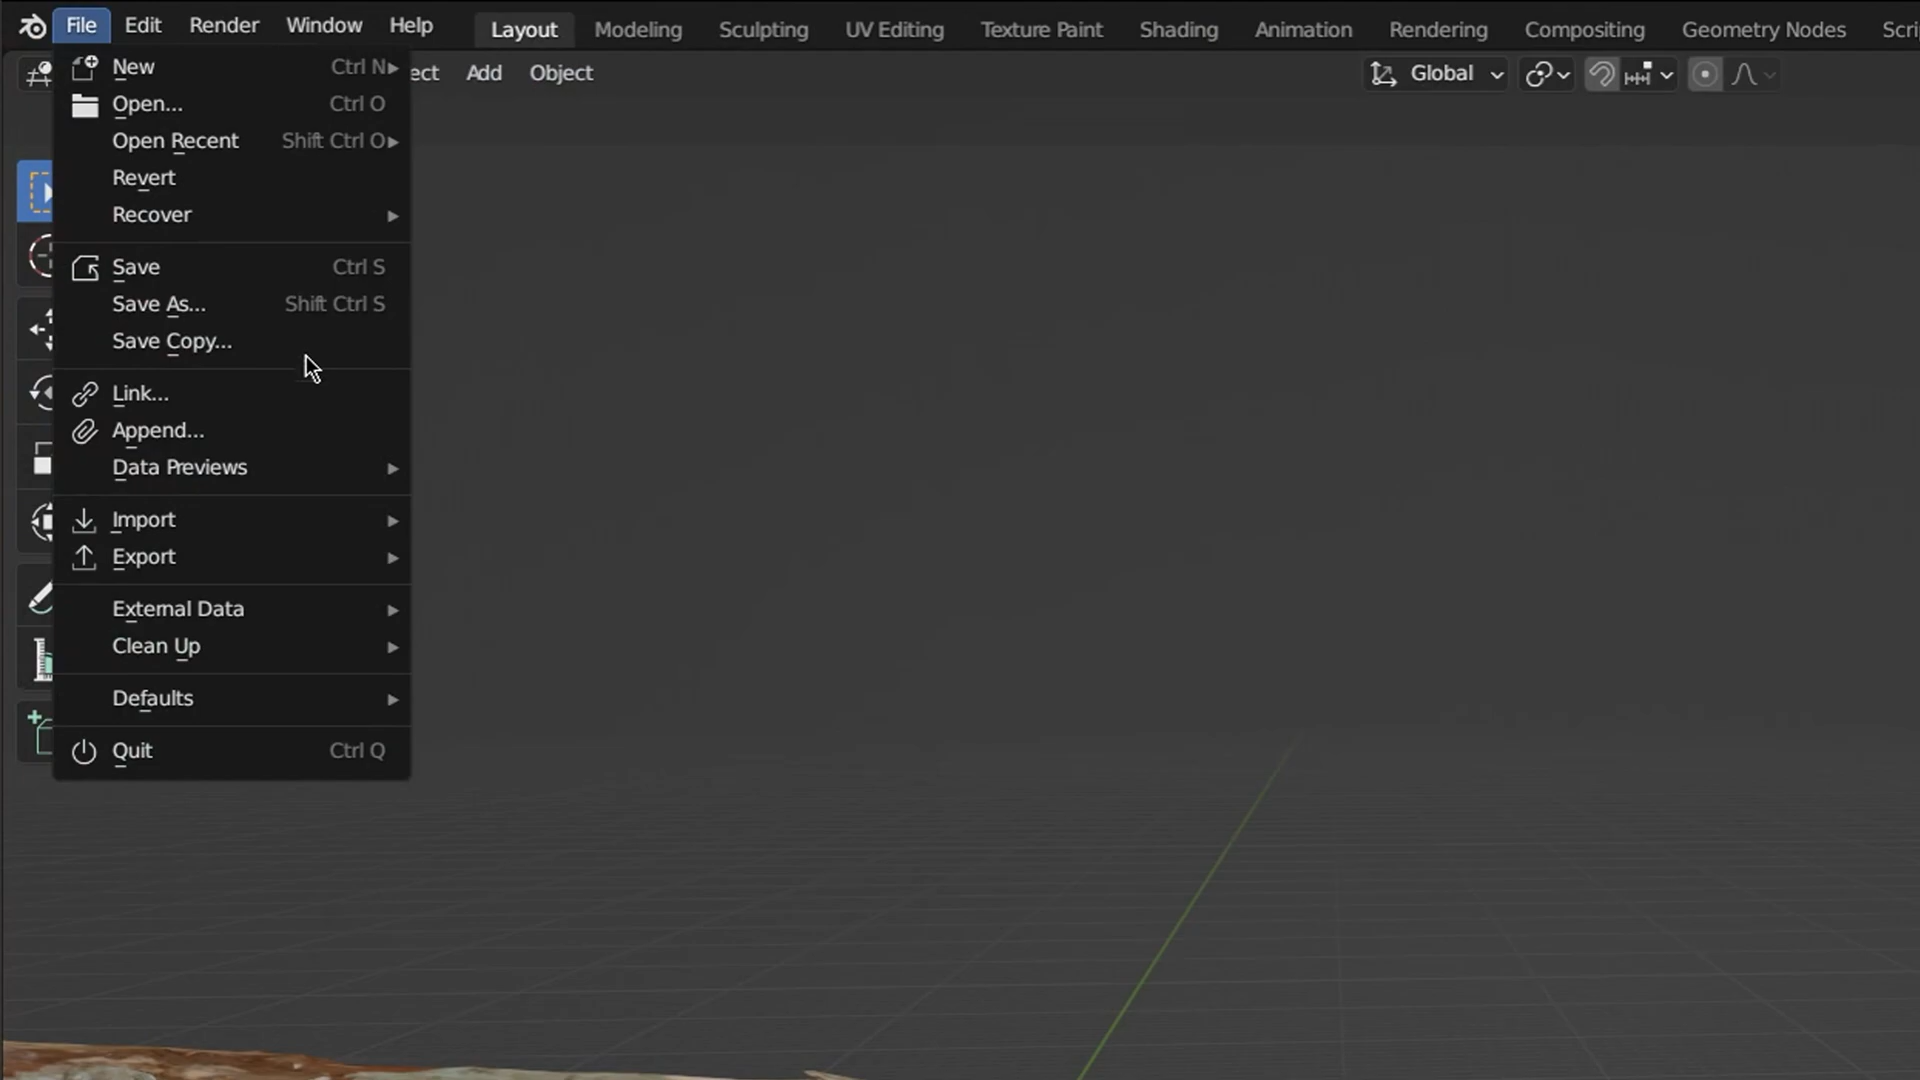 File Edit Render Window Help Layout Modeling Sculpting UV Editing Texture Paint Shading Animation Rendering Compositing Geometry Nodes Scri
ect Add Object Global
New Ctrl N
Open... Ctrl O
Open Recent Shift Ctrl O
Revert
Recover
Save Ctrl S
Save As... Shift Ctrl S
Save Copy...
Link...
Append...
Data Previews
Import
Export
External Data
Clean Up
Defaults
Quit Ctrl Q